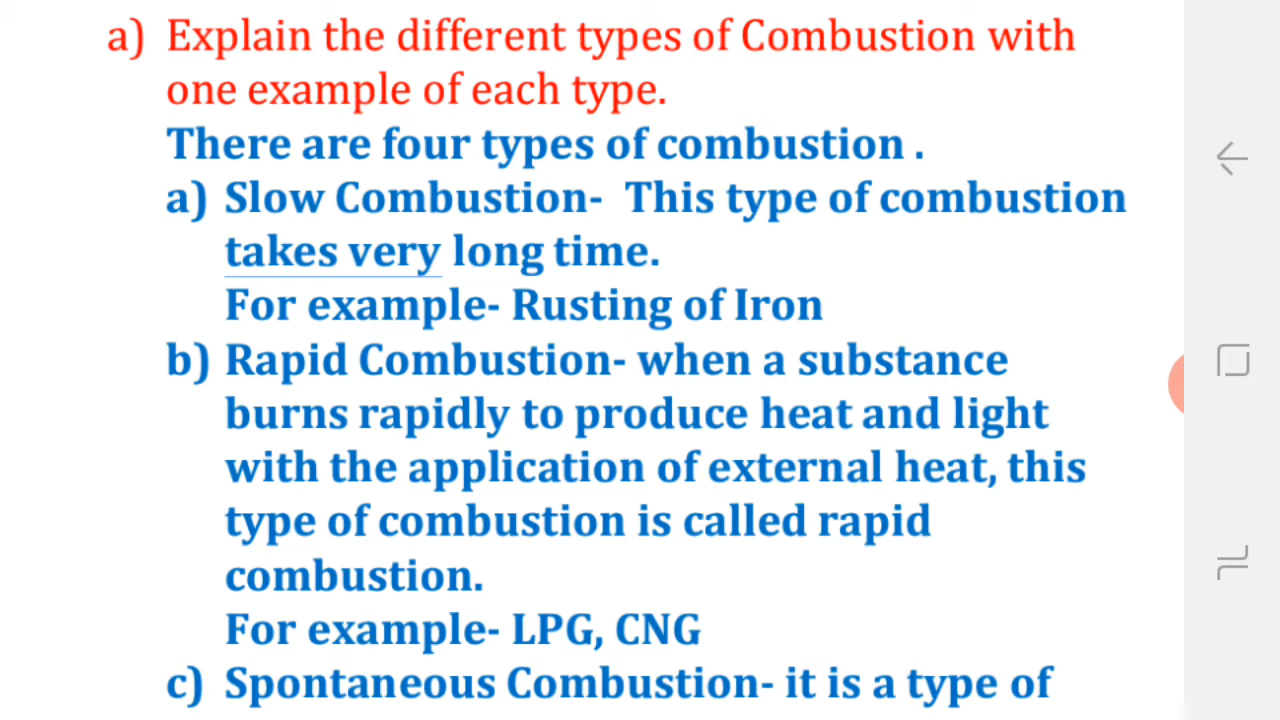 a) Explain the different types of Combustion with
one example of each type.
There are four types of combustion .
a) Slow Combustion- This type of combustion
takes very long time.
For example- Rusting of Iron
b) Rapid Combustion- when a substance
burns rapidly to produce heat and light
with the application of external heat, this
type of combustion is called rapid
combustion.
For example- LPG, CNG
c) Spontaneous Combustion- it is a type of